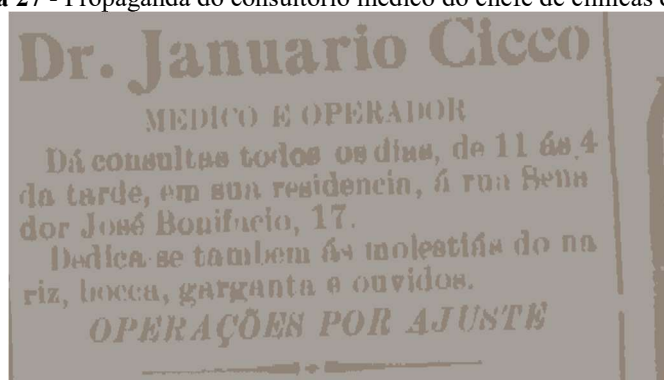 27 - Propaganda do consultório médico do chefe de clínicas
Dr. Januario Cicco
MEDICO E OPERADOR
Dá consultas todos os dias, de 11 ás 4
da tarde, em sua residencia, á rua Sena
dor José Bonifacio, 17.
Dedica-se tambem ás molestiás do na
riz, bocca, garganta e ouvidos.
OPERAÇÕES POR AJUSTE